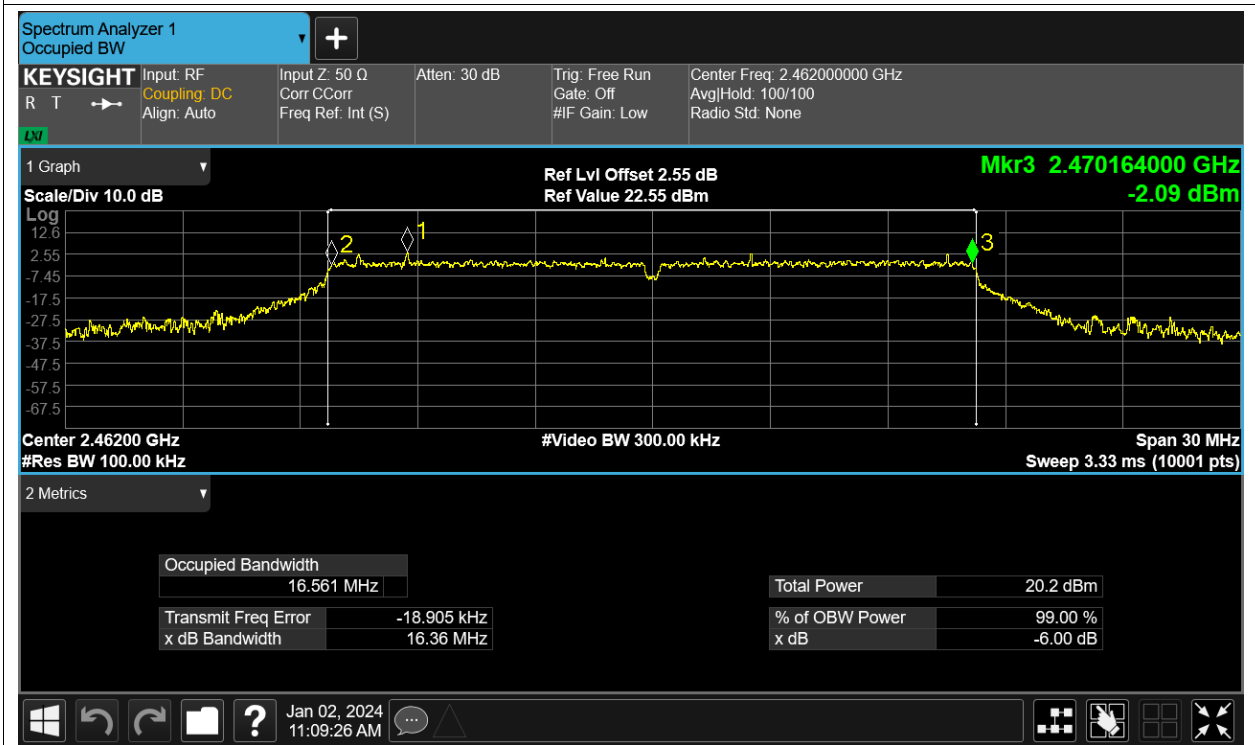 Spectrum Analyzer 1
Occupied BW
KEYSIGHT
R T
LXI
Input: RF
Coupling: DC
Align: Auto
Input Z: 50 Ω
Corr CCorr
Freq Ref: Int (S)
Atten: 30 dB
Trig: Free Run
Gate: Off
#IF Gain: Low
Center Freq: 2.462000000 GHz
Avg|Hold: 100/100
Radio Std: None
1 Graph
Scale/Div 10.0 dB
Ref Lvl Offset 2.55 dB
Ref Value 22.55 dBm
Mkr3 2.470164000 GHz
-2.09 dBm
Log
12.6
2.55
-7.45
-17.5
-27.5
-37.5
-47.5
-57.5
-67.5
2
1
3
Center 2.46200 GHz
#Res BW 100.00 kHz
#Video BW 300.00 kHz
Span 30 MHz
Sweep 3.33 ms (10001 pts)
2 Metrics
Occupied Bandwidth
16.561 MHz
Transmit Freq Error -18.905 kHz
x dB Bandwidth 16.36 MHz
Total Power 20.2 dBm
% of OBW Power 99.00 %
x dB -6.00 dB
?
Jan 02, 2024
11:09:26 AM